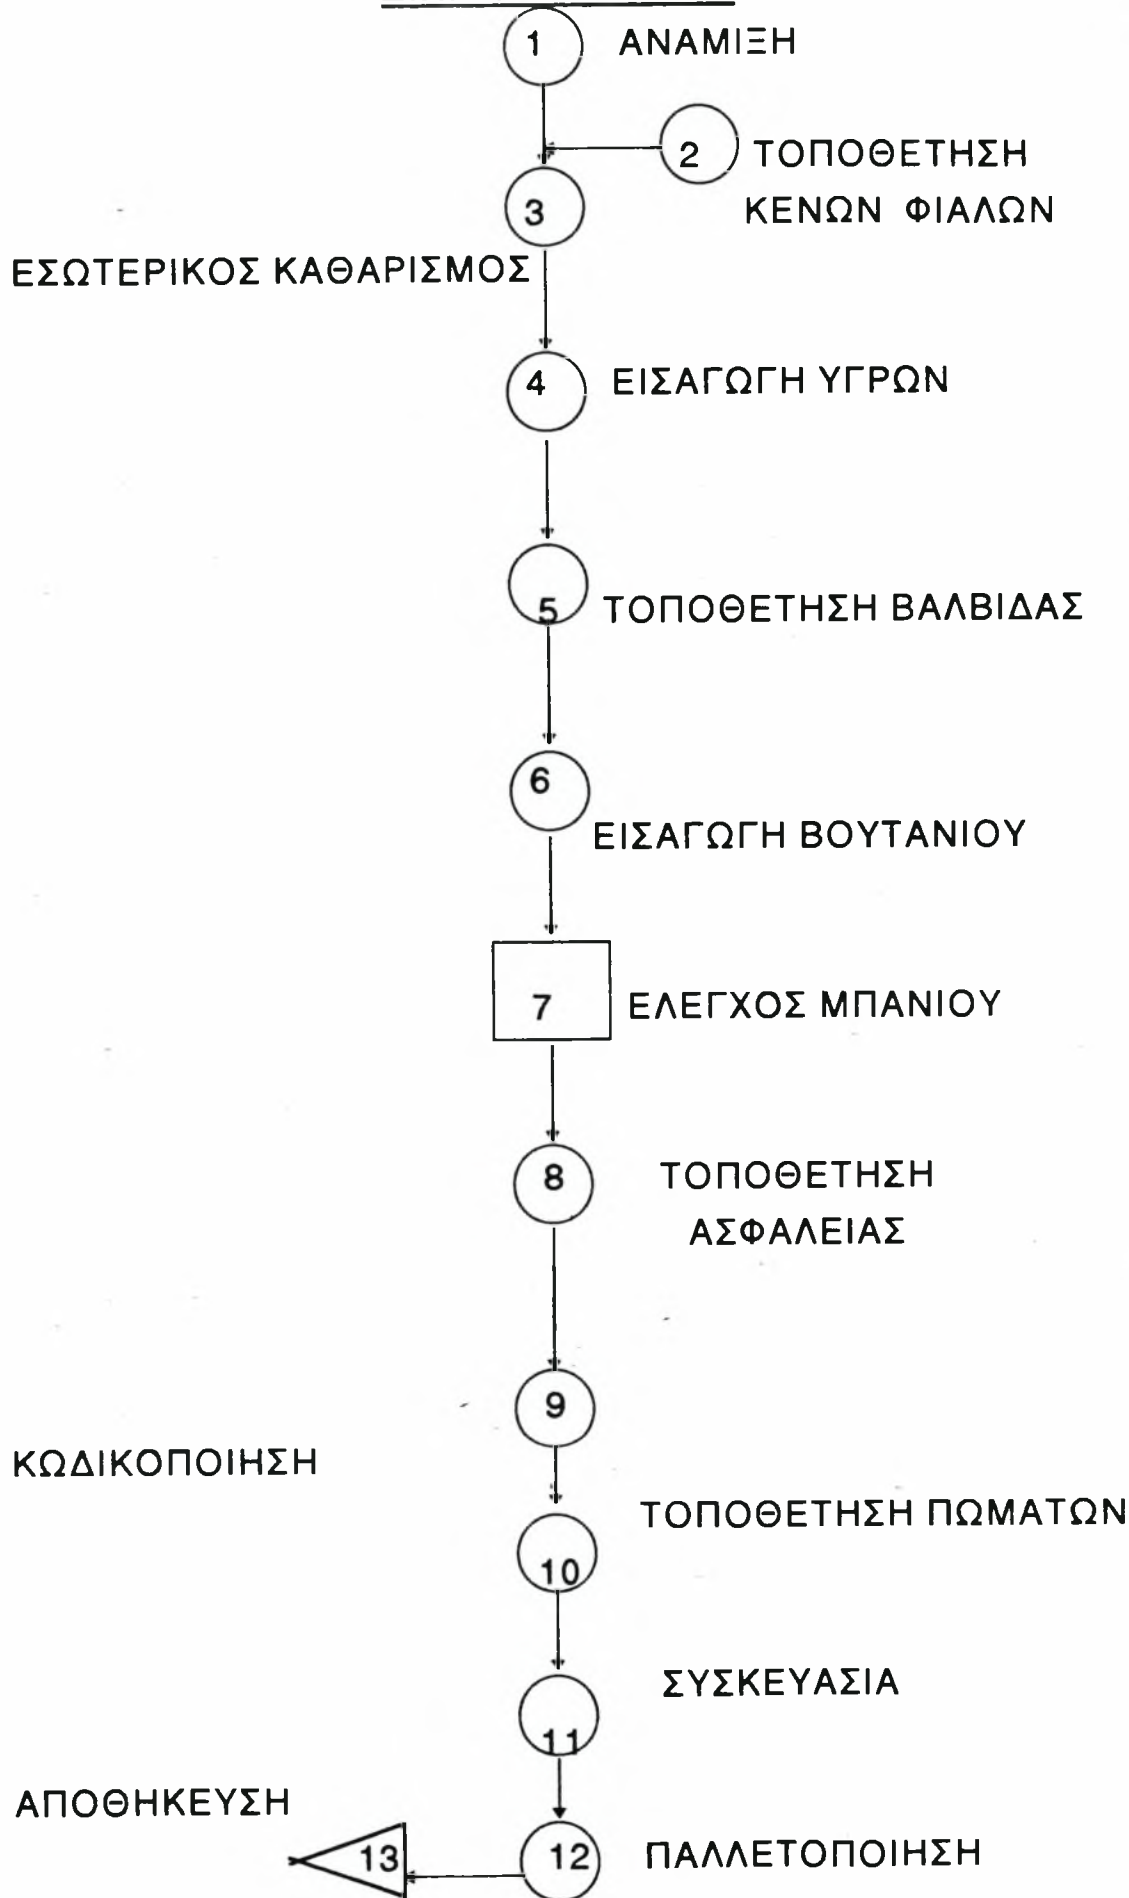 1 ΑΝΑΜΙΞΗ
2 ΤΟΠΟΘΕΤΗΣΗ
ΚΕΝΩΝ ΦΙΑΛΩΝ
3
ΕΣΩΤΕΡΙΚΟΣ ΚΑΘΑΡΙΣΜΟΣ
4 ΕΙΣΑΓΩΓΗ ΥΓΡΩΝ
5 ΤΟΠΟΘΕΤΗΣΗ ΒΑΛΒΙΔΑΣ
6
ΕΙΣΑΓΩΓΗ ΒΟΥΤΑΝΙΟΥ
7 ΕΛΕΓΧΟΣ ΜΠΑΝΙΟΥ
8 ΤΟΠΟΘΕΤΗΣΗ
ΑΣΦΑΛΕΙΑΣ
9
ΚΩΔΙΚΟΠΟΙΗΣΗ
ΤΟΠΟΘΕΤΗΣΗ ΠΩΜΑΤΩΝ
10
ΣΥΣΚΕΥΑΣΙΑ
11
ΑΠΟΘΗΚΕΥΣΗ
13 12 ΠΑΛΛΕΤΟΠΟΙΗΣΗ